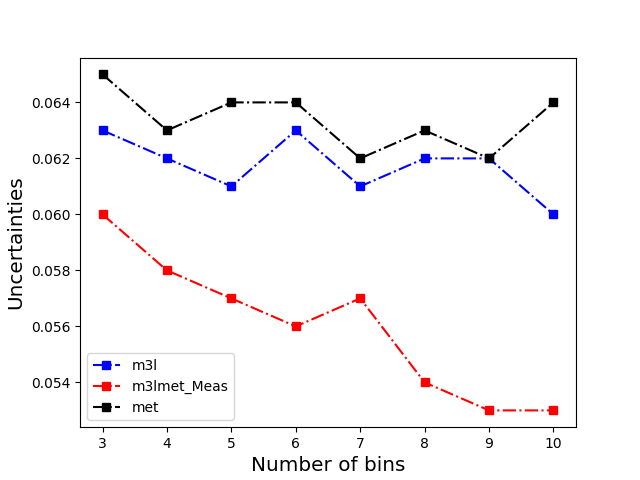 0.064
0.062
0.060
0.058
0.056
0.054
Uncertainties
m3l
m3lmet_Meas
met
3 4 5 6 7 8 9 10
Number of bins